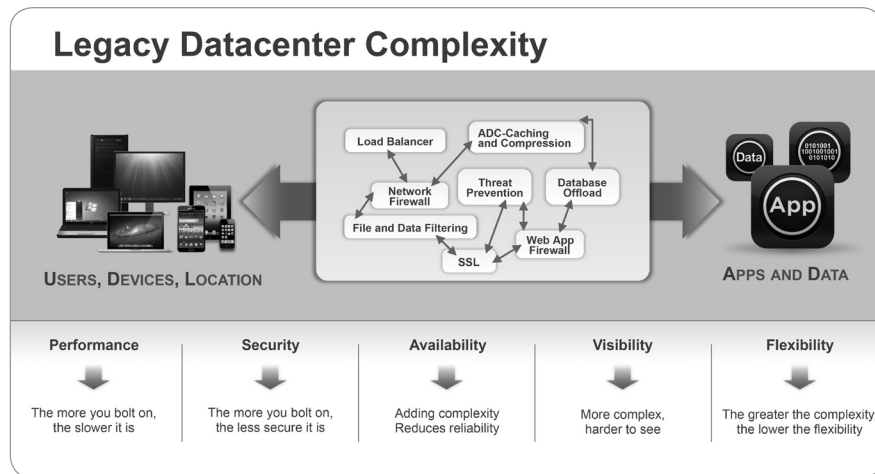 Legacy Datacenter Complexity
Load Balancer
ADC-Caching
and Compression
Network
Firewall
Threat
Prevention
Database
Offload
File and Data Filtering
SSL
Web App
Firewall
Data
0101001
1001001001
0101010
App
USERS, DEVICES, LOCATION
APPS AND DATA
Performance
The more you bolt on,
the slower it is
Security
The more you bolt on,
the less secure it is
Availability
Adding complexity
Reduces reliability
Visibility
More complex,
harder to see
Flexibility
The greater the complexity,
the lower the flexibility